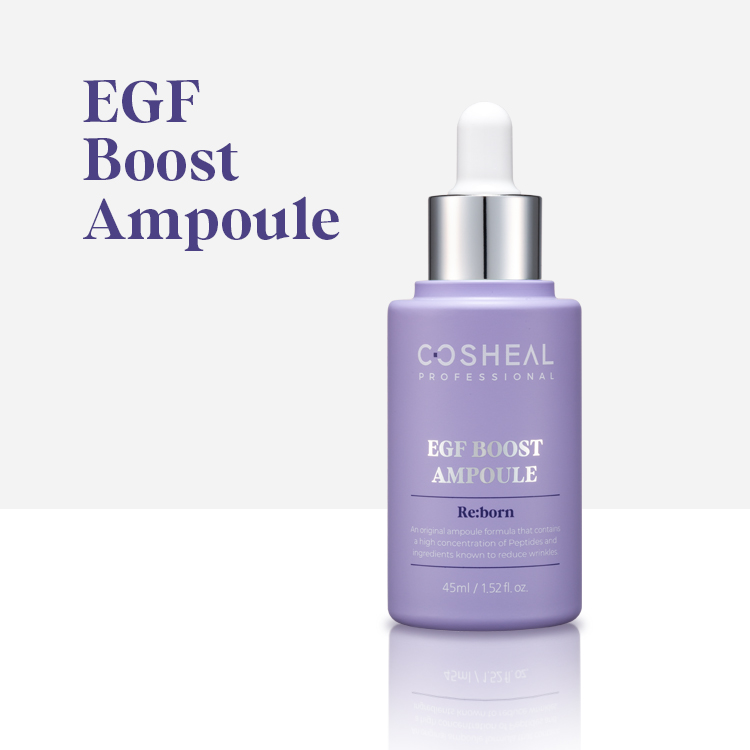 EGF
Boost
Ampoule
COSHEAL
PROFESSIONAL
EGF BOOST
AMPOULE
Re:born
An original ampoule formula that contains
a high concentration of Peptides and
ingredients known to reduce wrinkles.
45ml / 1.52 fl. oz.